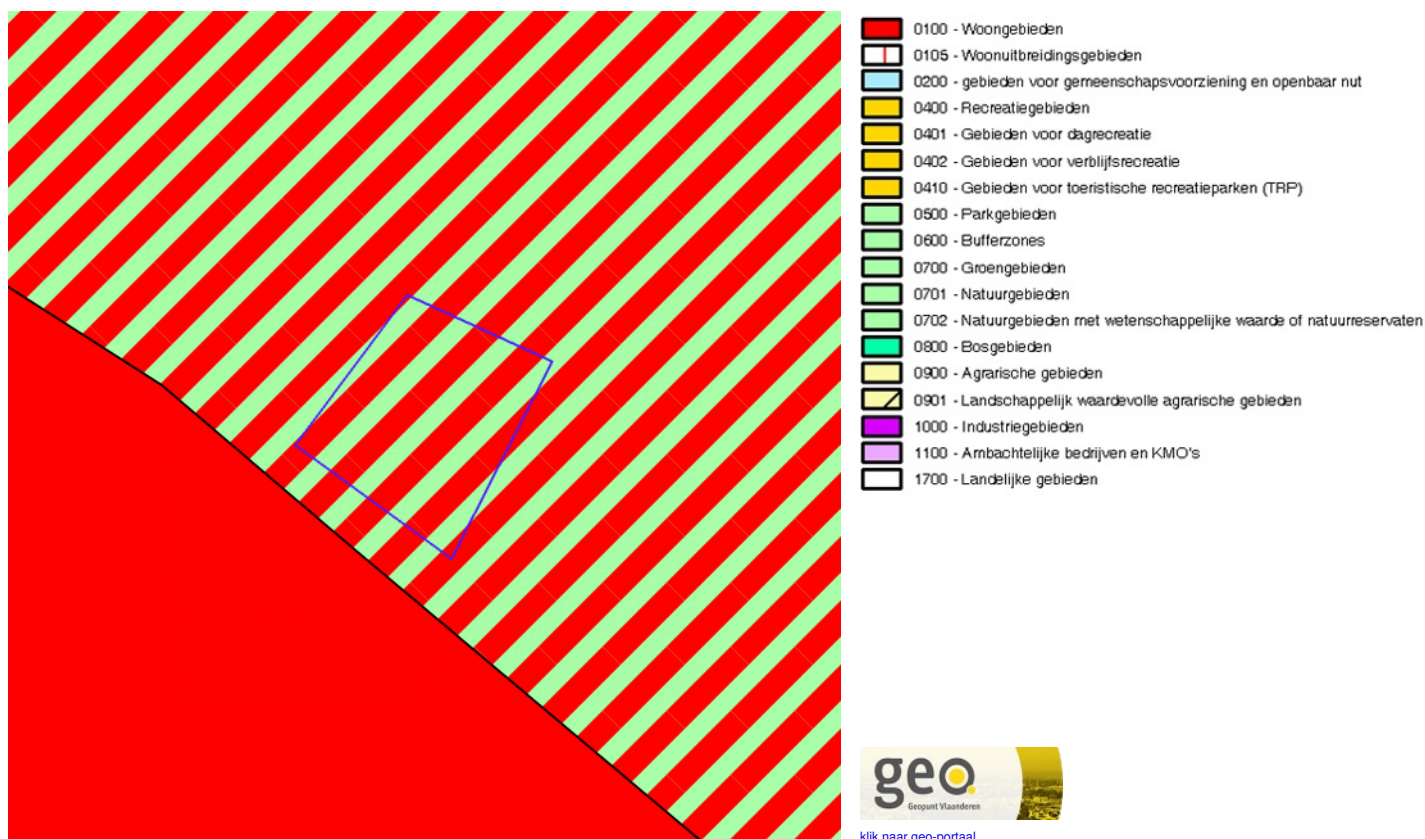 0100 - Woongebieden
0105 - Woonuitbreidingsgebieden
0200 - gebieden voor gemeenschapsvoorziening en openbaar nut
0400 - Recreatiegebieden
0401 - Gebieden voor dagrecreatie
0402 - Gebieden voor verblijfsrecreatie
0410 - Gebieden voor toeristische recreatieparken (TRP)
0500 - Parkgebieden
0600 - Bufferzones
0700 - Groengebieden
0701 - Natuurgebieden
0702 - Natuurgebieden met wetenschappelijke waarde of natuurreservaten
0800 - Bosgebieden
0900 - Agrarische gebieden
0901 - Landschappelijk waardevolle agrarische gebieden
1000 - Industriegebieden
1100 - Ambachtelijke bedrijven en KMO's
1700 - Landelijke gebieden
geo
Geopunt Vlaanderen
klik naar geo-portaal